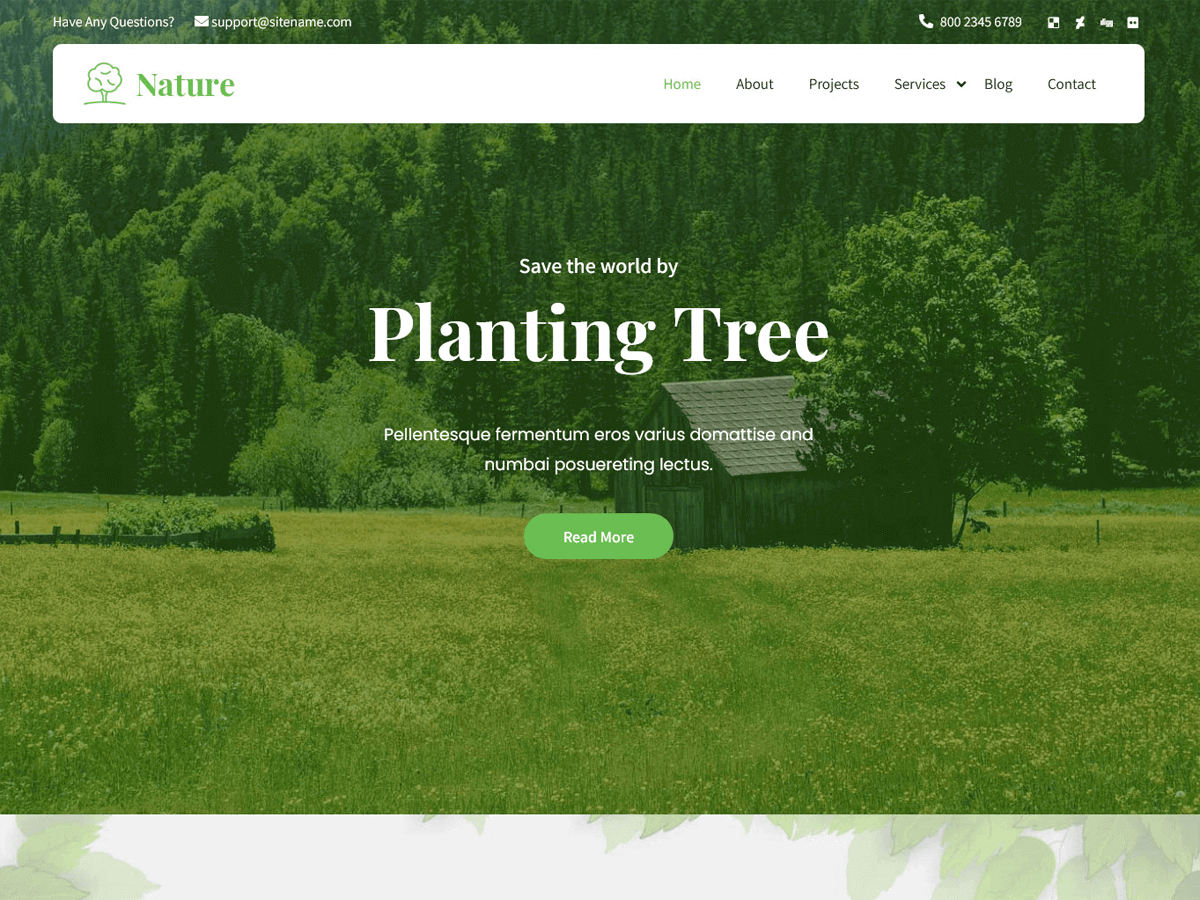 Have Any Questions? support@sitename.com 800 2345 6789
Nature Home About Projects Services Blog Contact
Save the world by
Planting Tree
Pellentesque fermentum eros varius domattise and
numbai posuereting lectus.
Read More